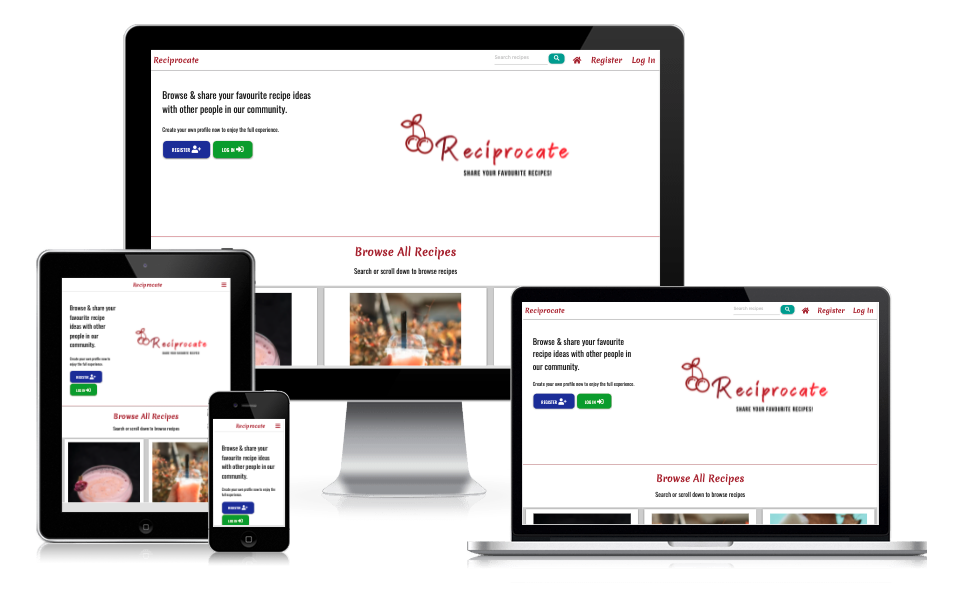 Reciprocate
Search recipes
Register
Log In
Browse & share your favourite recipe ideas
with other people in our community.
Create your own profile now to enjoy the full experience.
REGISTER
LOG IN
Reciprocate
SHARE YOUR FAVOURITE RECIPES!
Browse All Recipes
Search or scroll down to browse recipes
Reciprocate
Browse & share your
favourite recipe
ideas with other
people in our
community.
Create your own profile now to
enjoy the full experience.
REGISTER
LOG IN
Reciprocate
SHARE YOUR FAVOURITE RECIPES!
Browse All Recipes
Search or scroll down to browse recipes
Reciprocate
Browse & share your
favourite recipe ideas
with other people in our
community.
Create your own profile now to enjoy the
full experience.
REGISTER
LOG IN
Reciprocate
Search recipes
Register
Log In
Browse & share your favourite
recipe ideas with other people in
our community.
Create your own profile now to enjoy the full experience.
REGISTER
LOG IN
Reciprocate
SHARE YOUR FAVOURITE RECIPES!
Browse All Recipes
Search or scroll down to browse recipes